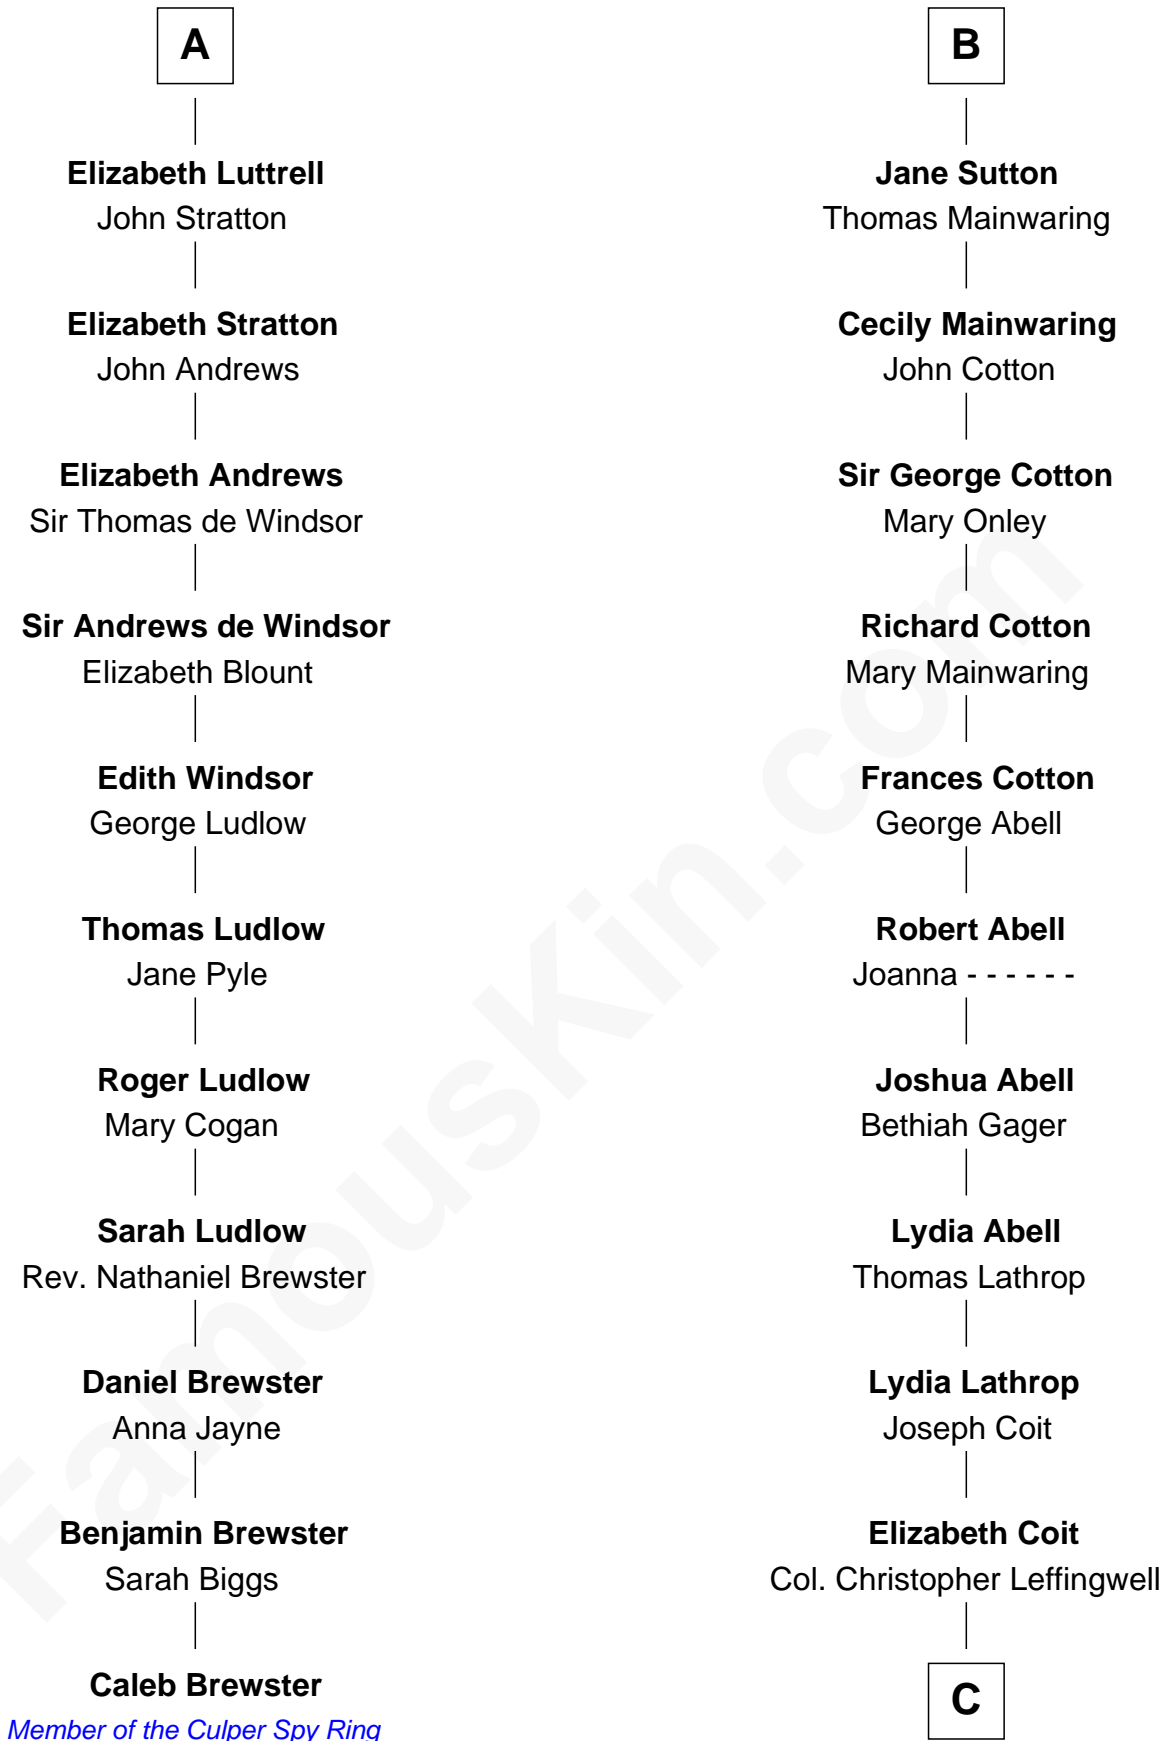 A
Elizabeth Luttrell
John Stratton
Elizabeth Stratton
John Andrews
Elizabeth Andrews
Sir Thomas de Windsor
Sir Andrews de Windsor
Elizabeth Blount
Edith Windsor
George Ludlow
Thomas Ludlow
Jane Pyle
Roger Ludlow
Mary Cogan
Sarah Ludlow
Rev. Nathaniel Brewster
Daniel Brewster
Anna Jayne
Benjamin Brewster
Sarah Biggs
Caleb Brewster
Member of the Culper Spy Ring
B
Jane Sutton
Thomas Mainwaring
Cecily Mainwaring
John Cotton
Sir George Cotton
Mary Onley
Richard Cotton
Mary Mainwaring
Frances Cotton
George Abell
Robert Abell
Joanna - - - - - -
Joshua Abell
Bethiah Gager
Lydia Abell
Thomas Lathrop
Lydia Lathrop
Joseph Coit
Elizabeth Coit
Col. Christopher Leffingwell
C
FamousKin.com